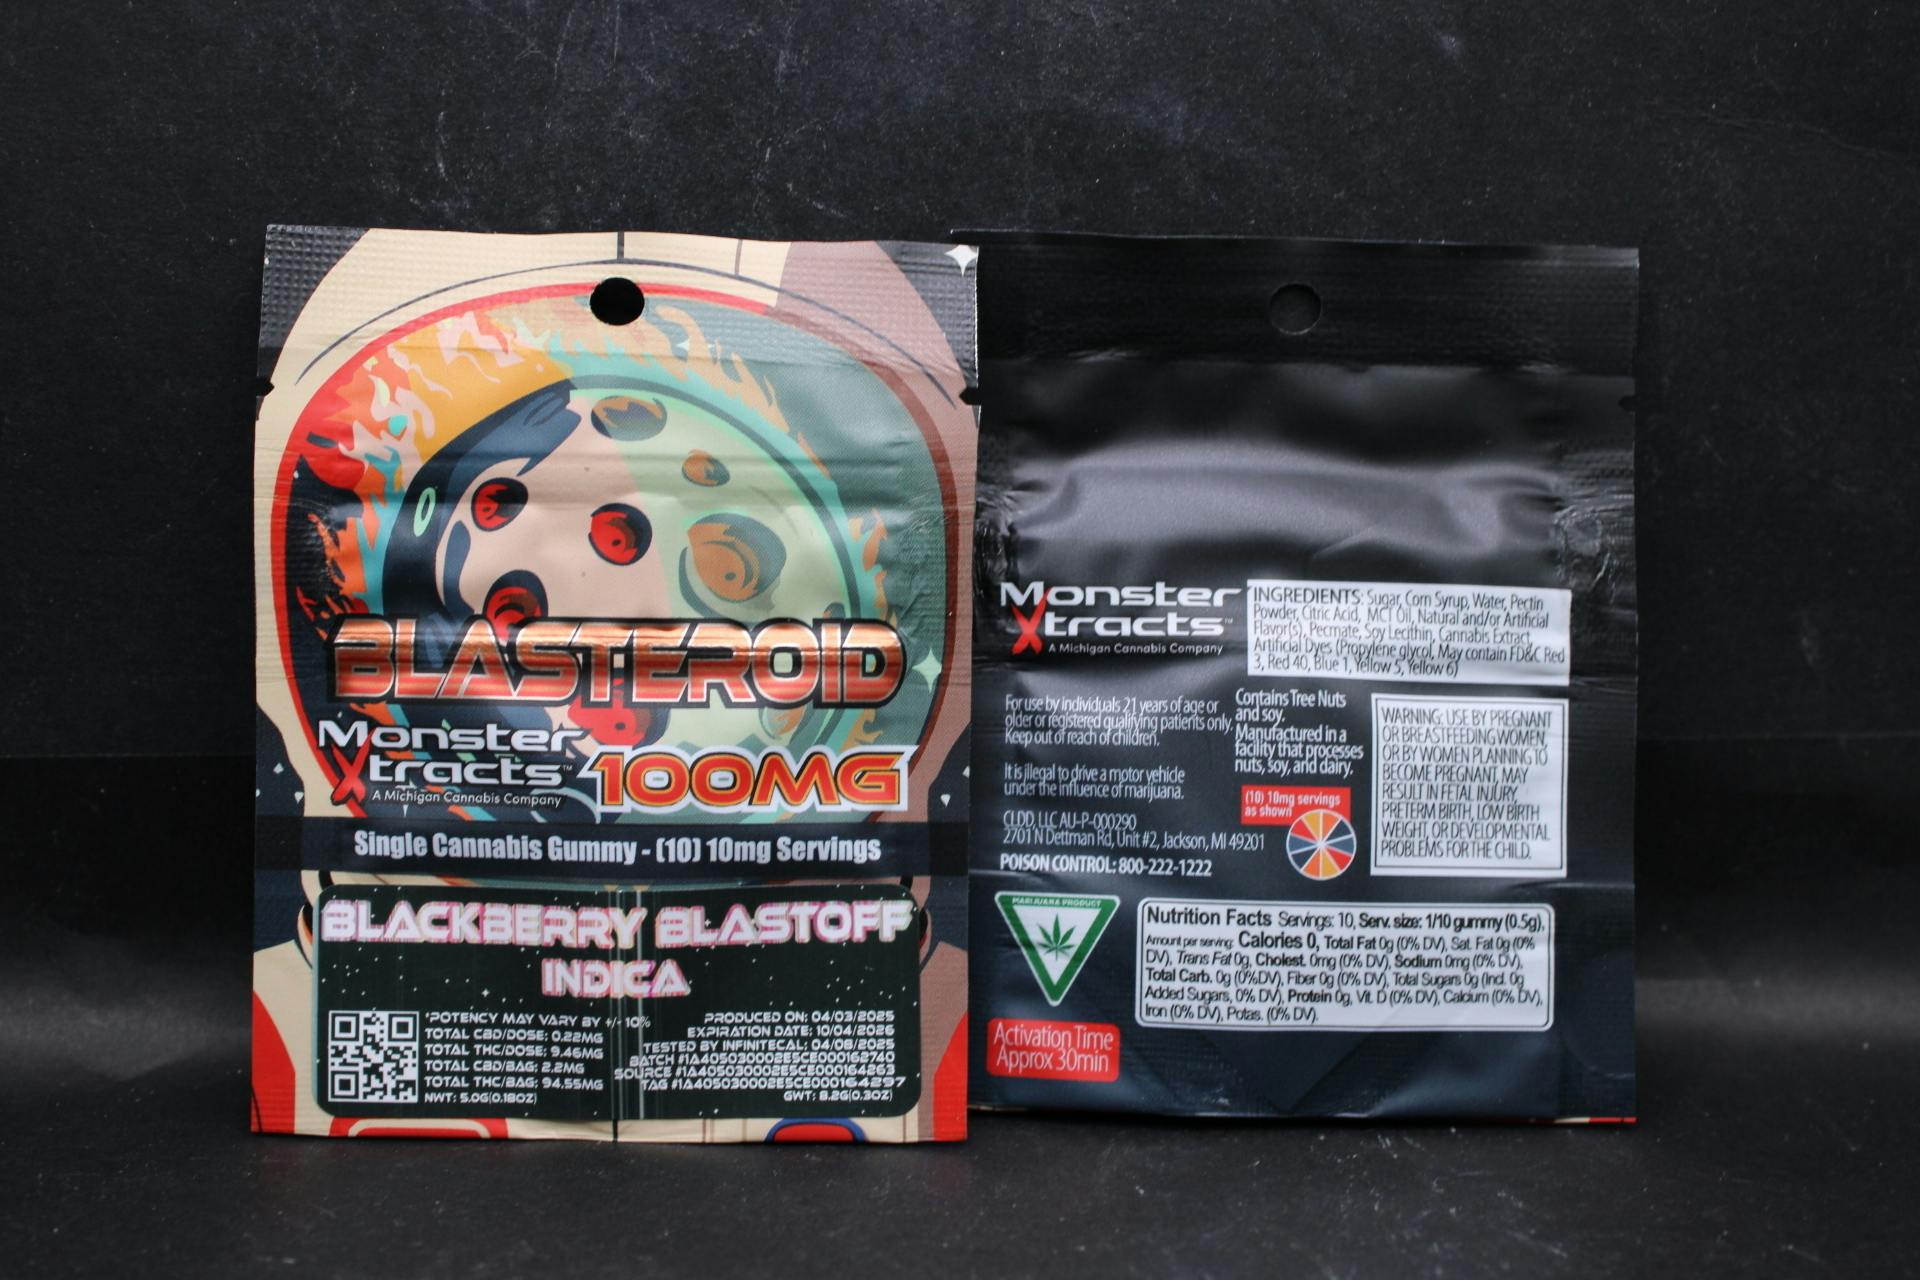 BLASTEROID
Monster
Xtracts™
A Michigan Cannabis Company
100MG
Single Cannabis Gummy - (10) 10mg Servings
BLACKBERRY BLASTOFF
INDICA
*POTENCY MAY VARY BY +/- 10%
TOTAL CBD/DOSE: 0.22MG
TOTAL THC/DOSE: 9.46MG
TOTAL CBD/BAG: 2.2MG
TOTAL THC/BAG: 94.55MG
NWT: 5.0G(0.18OZ)
PRODUCED ON: 04/03/2025
EXPIRATION DATE: 10/04/2026
TESTED BY INFINITECAL: 04/08/2025
BATCH #1A405030002E5CE000162740
SOURCE #1A405030002E5CE000164263
TAG #1A405030002E5CE000164297
GWT: 8.2G(0.3OZ)
Monster
Xtracts™
A Michigan Cannabis Company
INGREDIENTS: Sugar, Corn Syrup, Water, Pectin
Powder, Citric Acid, MCT Oil, Natural and/or Artificial
Flavor(s), Pecmate, Soy Lecithin, Cannabis Extract,
Artificial Dyes (Propylene glycol, May contain FD&C Red
3, Red 40, Blue 1, Yellow 5, Yellow 6)
For use by individuals 21 years of age or
older or registered qualifying patients only.
Keep out of reach of children.
It is illegal to drive a motor vehicle
under the influence of marijuana.
CLDD, LLC AU-P-000290
2701 N Dettman Rd, Unit #2, Jackson, MI 49201
POISON CONTROL: 800-222-1222
Contains Tree Nuts
and soy.
Manufactured in a
facility that processes
nuts, soy, and dairy.
(10) 10mg servings
as shown
WARNING: USE BY PREGNANT
OR BREASTFEEDING WOMEN,
OR BY WOMEN PLANNING TO
BECOME PREGNANT, MAY
RESULT IN FETAL INJURY,
PRETERM BIRTH, LOW BIRTH
WEIGHT, OR DEVELOPMENTAL
PROBLEMS FOR THE CHILD.
MARIJUANA PRODUCT
Activation Time
Approx 30min
Nutrition Facts Servings: 10, Serv. size: 1/10 gummy (0.5g),
Amount per serving: Calories 0, Total Fat 0g (0% DV), Sat. Fat 0g (0%
DV), Trans Fat 0g, Cholest. 0mg (0% DV), Sodium 0mg (0% DV),
Total Carb. 0g (0%DV), Fiber 0g (0% DV), Total Sugars 0g (Incl. 0g
Added Sugars, 0% DV), Protein 0g, Vit. D (0% DV), Calcium (0% DV),
Iron (0% DV), Potas. (0% DV).